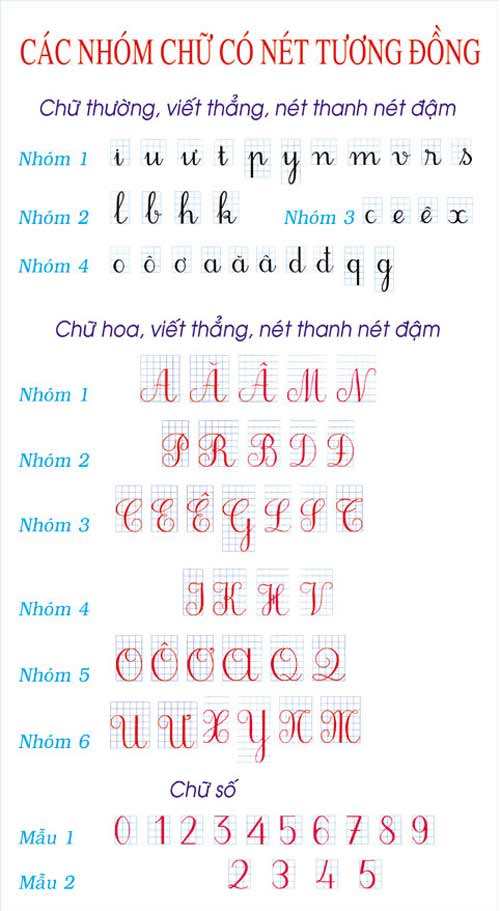 CÁC NHÓM CHỮ CÓ NÉT TƯƠNG ĐỒNG
Chữ thường, viết thẳng, nét thanh nét đậm
Nhóm 1 i u ư t p y n m v r s
Nhóm 2 l b h k Nhóm 3 c e ê x
Nhóm 4 o ô ơ a ă â d đ q g
Chữ hoa, viết thẳng, nét thanh nét đậm
Nhóm 1 A Ă Â M N
Nhóm 2 P R B D Đ
Nhóm 3 C E Ê G L S T
Nhóm 4 I K H V
Nhóm 5 O Ô Ơ A Q Q
Nhóm 6 U Ư X Y N M
Chữ số
Mẫu 1 0 1 2 3 4 5 6 7 8 9
Mẫu 2 2 3 4 5